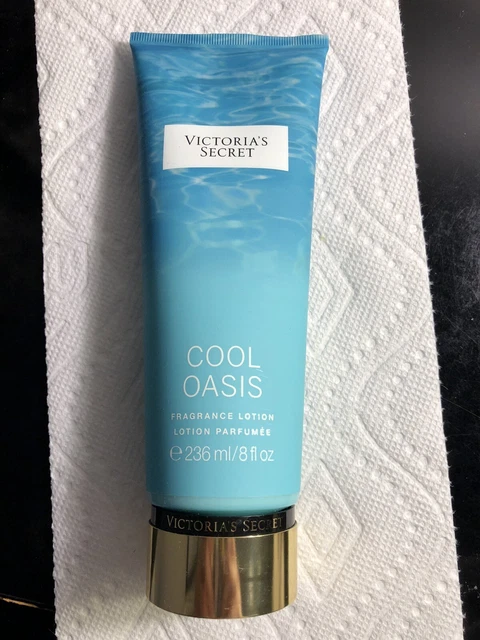 VICTORIA'S
SECRET
COOL
OASIS
FRAGRANCE LOTION
LOTION PARFUMÉE
℮ 236 ml/8 fl oz
VICTORIA'S SECRET